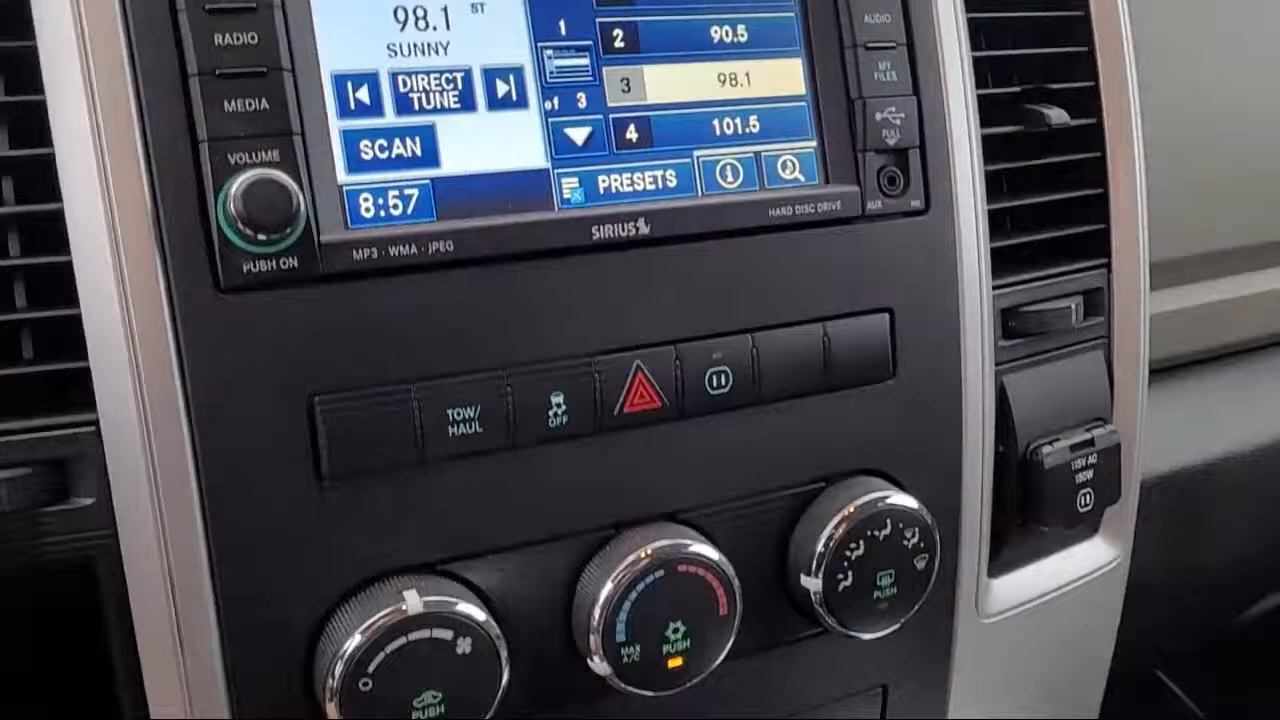 RADIO
MEDIA
VOLUME
PUSH ON
98.1 ST
SUNNY
DIRECT
TUNE
SCAN
8:57
1
of 3
2 90.5
3 98.1
4 101.5
PRESETS
AUDIO
MY
FILES
PULL
AUX
MP3 · WMA · JPEG
SIRIUS
HARD DISC DRIVE
TOW/
HAUL
OFF
115V AC
150W
MAX
A/C
PUSH
PUSH
PUSH